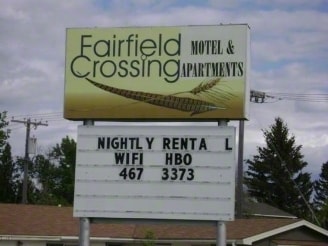 Fairfield
Crossing
MOTEL &
APARTMENTS
NIGHTLY RENTA L
WIFI HBO
467 3373